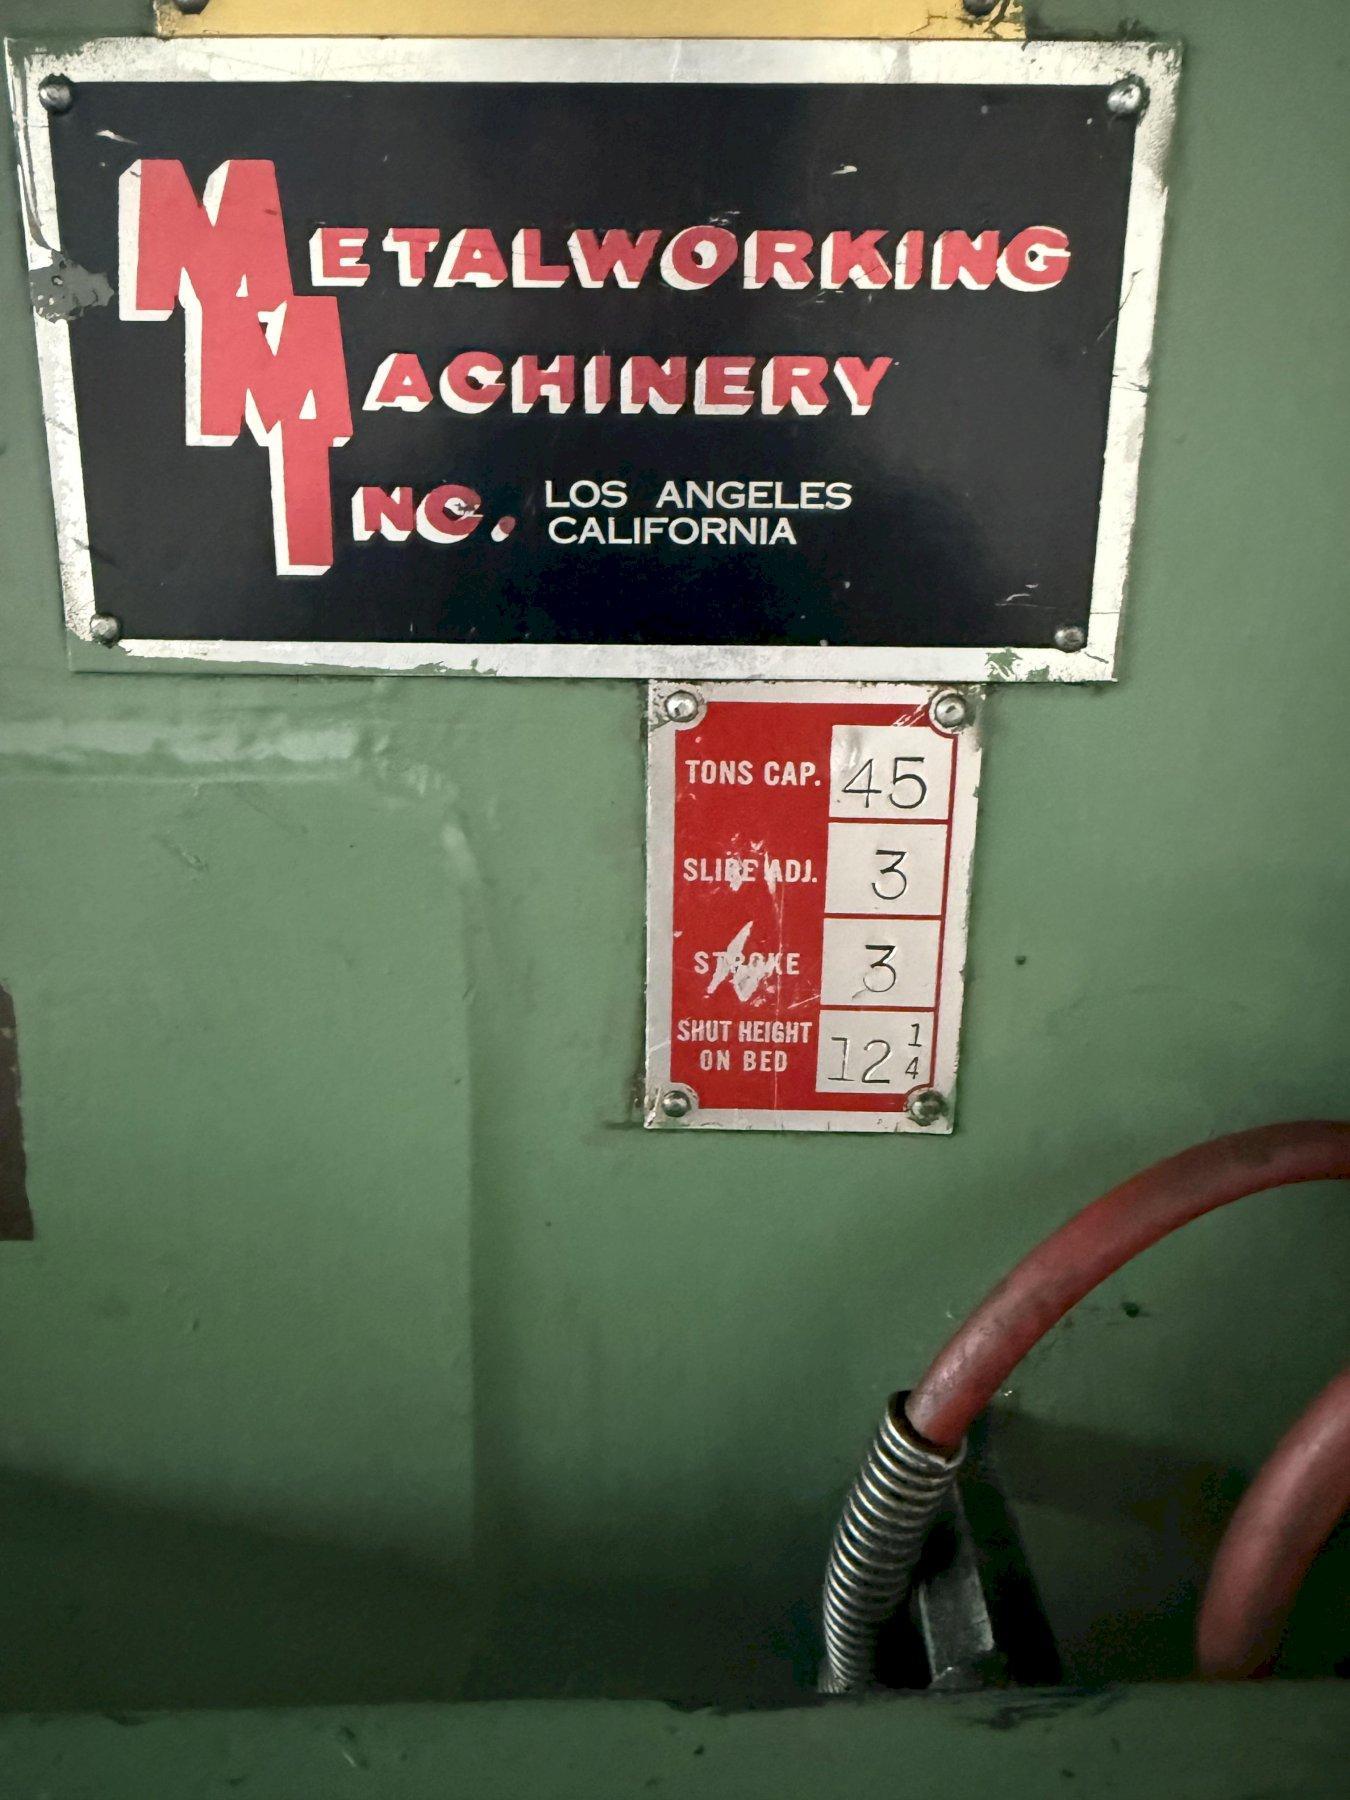 METALWORKING
MACHINERY
INC. LOS ANGELES
CALIFORNIA
TONS CAP. 45
SLIDE ADJ. 3
STROKE 3
SHUT HEIGHT
ON BED 12 1/4